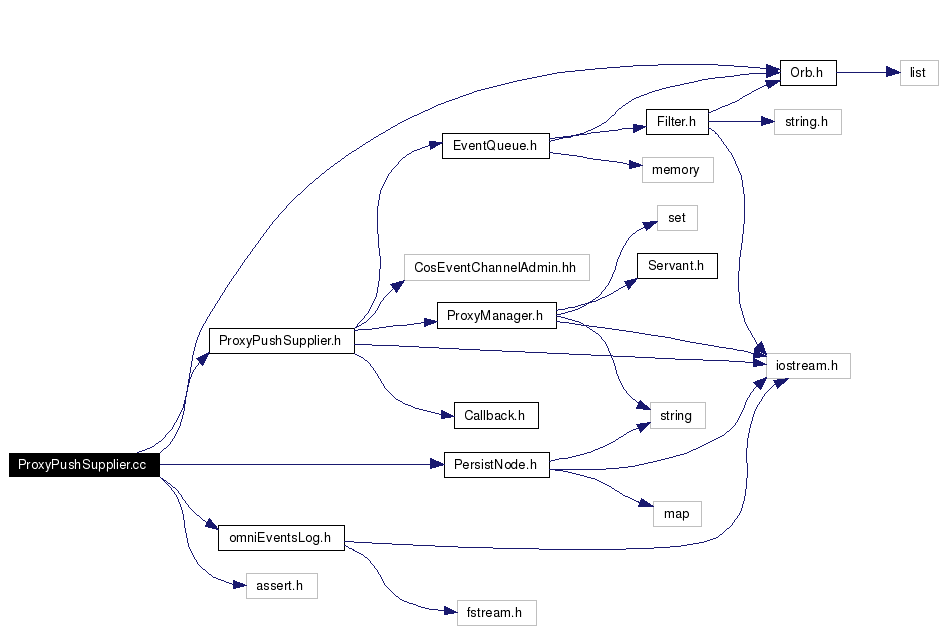 Orb.h
list
Filter.h
string.h
EventQueue.h
memory
set
CosEventChannelAdmin.hh
Servant.h
ProxyManager.h
ProxyPushSupplier.h
iostream.h
Callback.h
string
ProxyPushSupplier.cc
PersistNode.h
map
omniEventsLog.h
assert.h
fstream.h